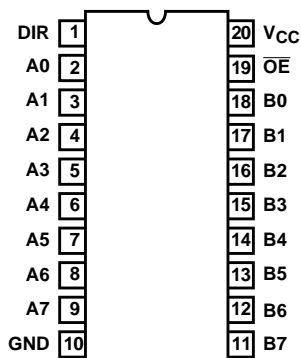 DIR 1 20 VCC
A0 2 19 OE
A1 3 18 B0
A2 4 17 B1
A3 5 16 B2
A4 6 15 B3
A5 7 14 B4
A6 8 13 B5
A7 9 12 B6
GND 10 11 B7